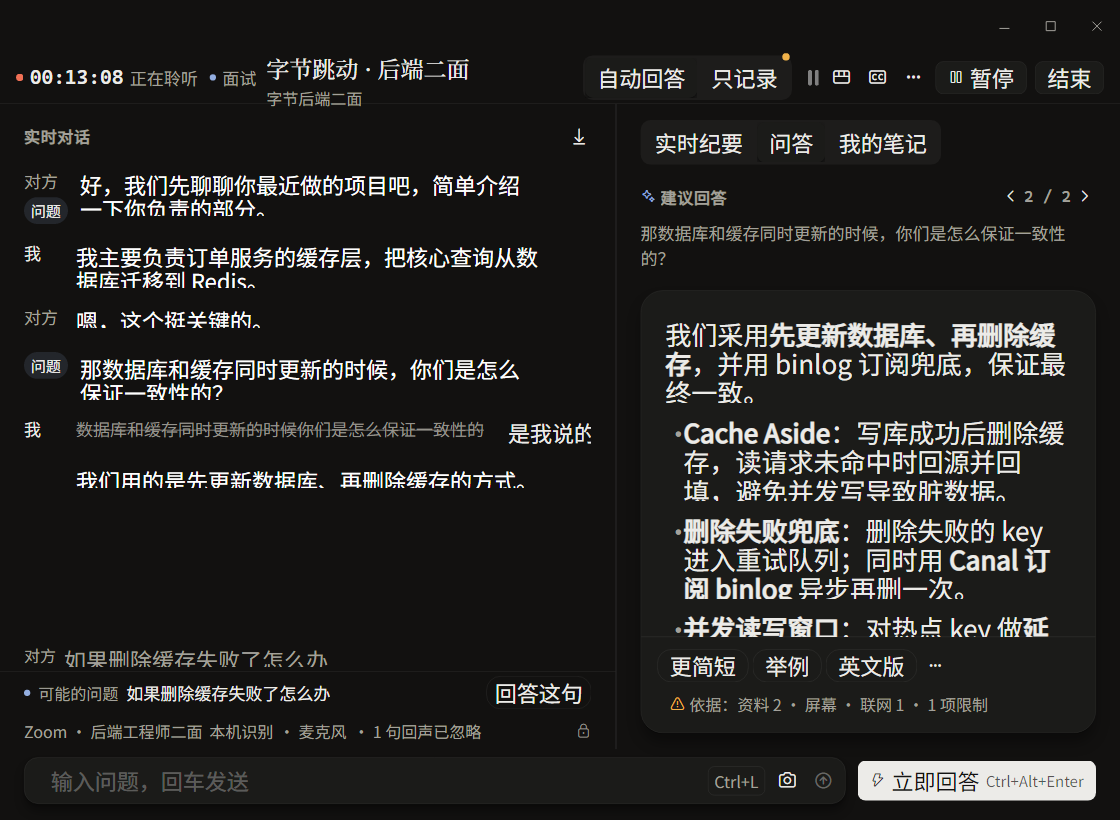 00:13:08 正在聆听 面试
字节跳动 · 后端二面
字节后端二面
自动回答 只记录
暂停 结束
实时对话
对方
问题
好，我们先聊聊你最近做的项目吧，简单介绍
一下你负责的部分。
我
我主要负责订单服务的缓存层，把核心查询从数
据库迁移到 Redis。
对方
嗯，这个挺关键的。
问题
那数据库和缓存同时更新的时候，你们是怎么
保证一致性的?
我
数据库和缓存同时更新的时候你们是怎么保证一致性的 是我说的
我们用的是先更新数据库、再删除缓存的方式。
对方 如果删除缓存失败了怎么办
可能的问题 如果删除缓存失败了怎么办 回答这句
Zoom · 后端工程师二面 本机识别 · 麦克风 · 1 句回声已忽略
实时纪要 问答 我的笔记
建议回答 2 / 2
那数据库和缓存同时更新的时候，你们是怎么保证一致性
的?
我们采用先更新数据库、再删除缓
存，并用 binlog 订阅兜底，保证最
终一致。
•Cache Aside：写库成功后删除缓
存，读请求未命中时回源并回
填，避免并发写导致脏数据。
•删除失败兜底：删除失败的 key
进入重试队列；同时用 Canal 订
阅 binlog 异步再删一次。
•并发读写窗口：对热点 key 做延
更简短 举例 英文版
依据：资料 2 · 屏幕 · 联网 1 · 1 项限制
输入问题，回车发送 Ctrl+L
立即回答 Ctrl+Alt+Enter